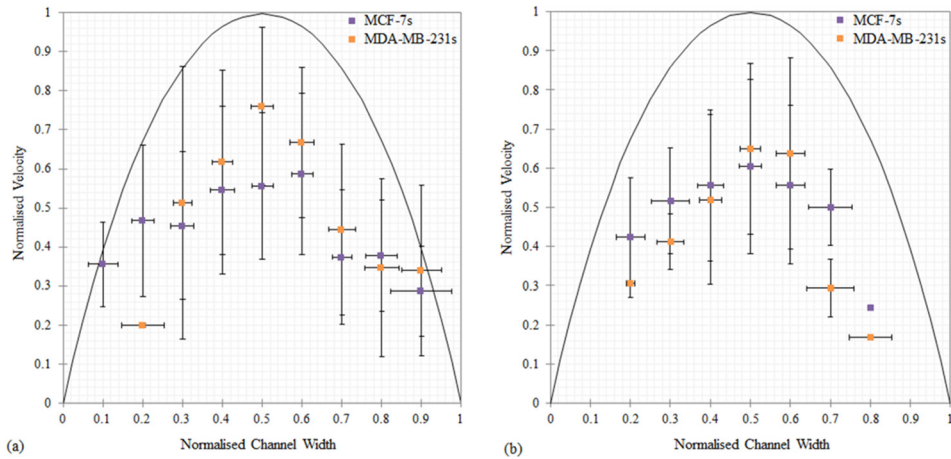 MCF-7s
MDA-MB-231s
1
0.9
0.8
0.7
0.6
0.5
0.4
0.3
0.2
0.1
0
Normalised Velocity
0 0.1 0.2 0.3 0.4 0.5 0.6 0.7 0.8 0.9 1
Normalised Channel Width
(a)
MCF-7s
MDA-MB-231s
1
0.9
0.8
0.7
0.6
0.5
0.4
0.3
0.2
0.1
0
Normalised Velocity
0 0.1 0.2 0.3 0.4 0.5 0.6 0.7 0.8 0.9 1
Normalised Channel Width
(b)